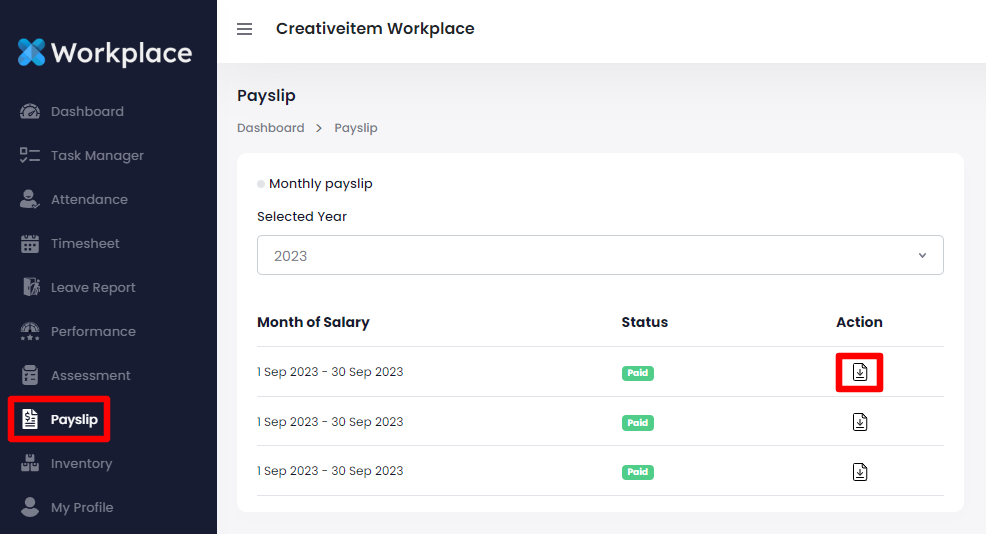 Workplace
Dashboard
Task Manager
Attendance
Timesheet
Leave Report
Performance
Assessment
Payslip
Inventory
My Profile
Creativeitem Workplace
Payslip
Dashboard > Payslip
Monthly payslip
Selected Year
2023
Month of Salary Status Action
1 Sep 2023 - 30 Sep 2023 Paid
1 Sep 2023 - 30 Sep 2023 Paid
1 Sep 2023 - 30 Sep 2023 Paid